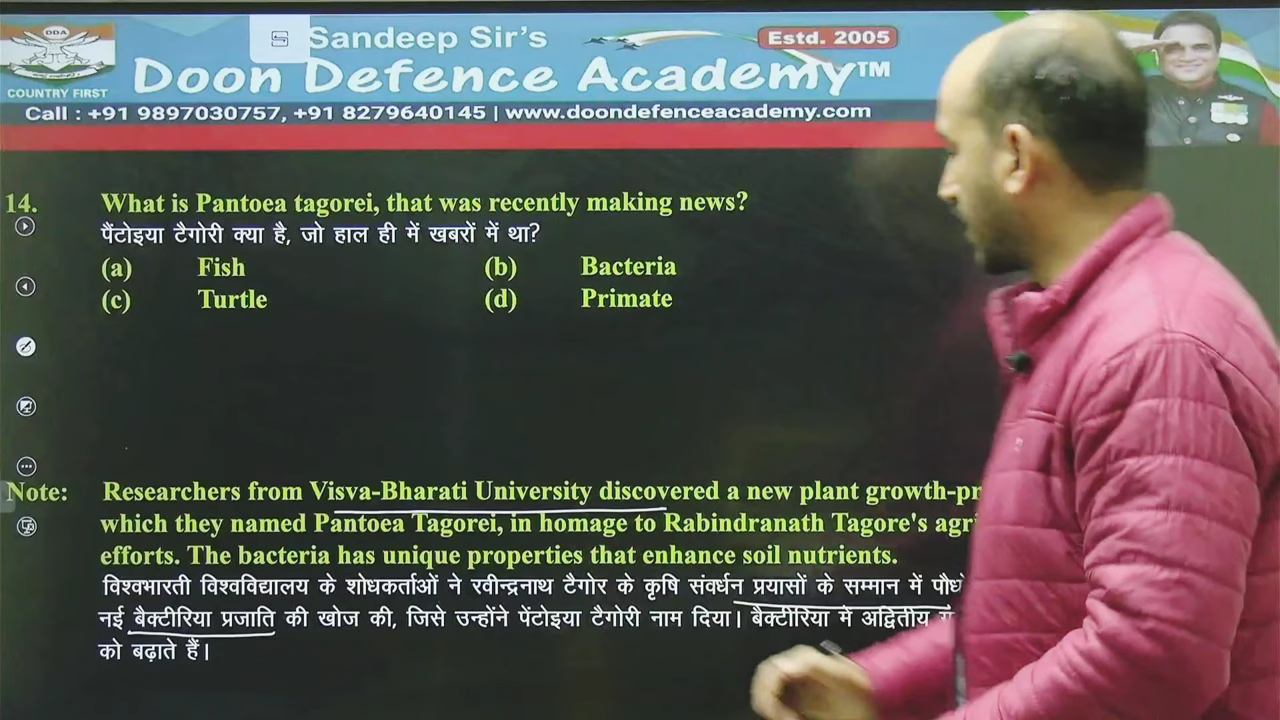 DDA
COUNTRY FIRST
Sandeep Sir's
Estd. 2005
Doon Defence Academy™
Call : +91 9897030757, +91 8279640145 | www.doondefenceacademy.com
14. What is Pantoea tagorei, that was recently making news?
पैंटोइया टैगोरी क्या है, जो हाल ही में खबरों में था?
(a) Fish (b) Bacteria
(c) Turtle (d) Primate
Note: Researchers from Visva-Bharati University discovered a new plant
which they named Pantoea Tagorei, in homage to Rabindranath Tagore's
efforts. The bacteria has unique properties that enhance soil nutrients.
विश्वभारती विश्वविद्यालय के शोधकर्ताओं ने रवीन्द्रनाथ टैगोर के कृषि संवर्धन प्रयासों के सम्मान में
नई बैक्टीरिया प्रजाति की खोज की, जिसे उन्होंने पेंटोइया टैगोरी नाम दिया। बैक्टीरिया में अद्वितीय
को बढ़ाते हैं।